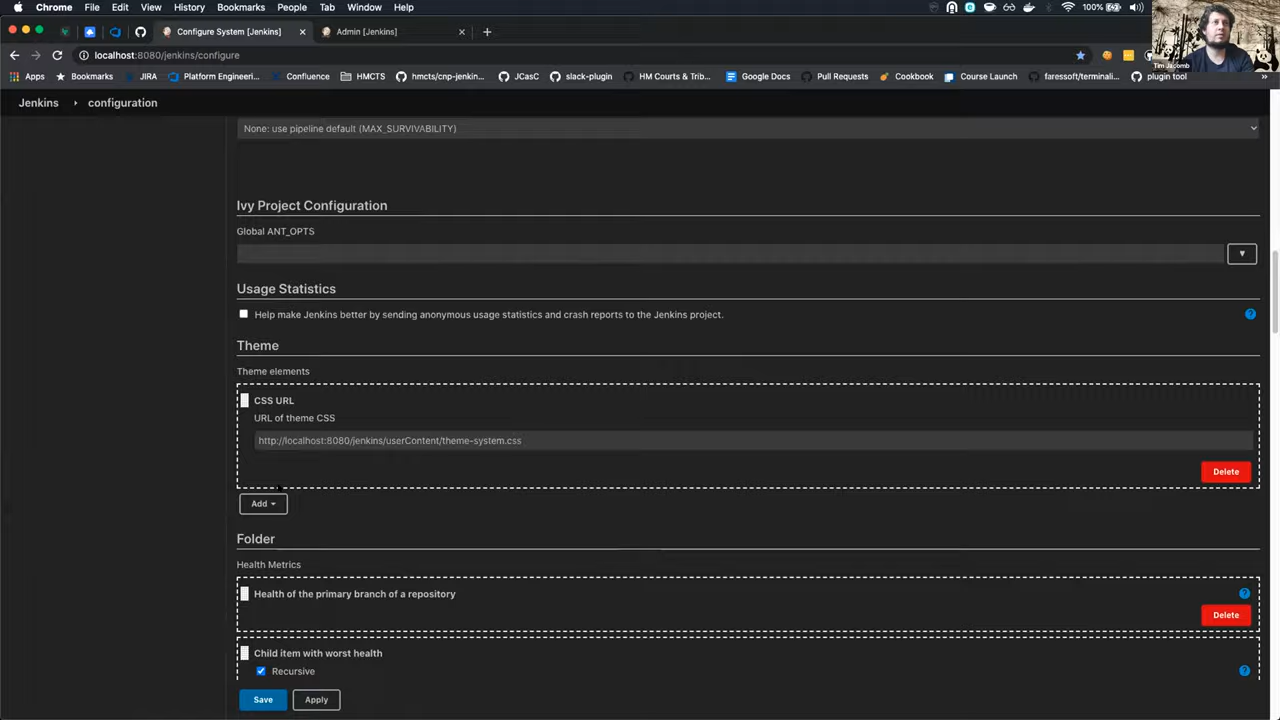 Chrome File Edit View History Bookmarks People Tab Window Help 100%
Configure System [Jenkins] Admin [Jenkins]
localhost:8080/jenkins/configure
Apps Bookmarks JIRA Platform Engineeri... Confluence HMCTS hmcts/cnp-jenkin... JCasC slack-plugin HM Courts & Trib... Google Docs Pull Requests Cookbook Course Launch faressoft/terminali... plugin tool »
Tim Jacomb
Jenkins configuration
None: use pipeline default (MAX_SURVIVABILITY)
Ivy Project Configuration
Global ANT_OPTS
Usage Statistics
Help make Jenkins better by sending anonymous usage statistics and crash reports to the Jenkins project.
Theme
Theme elements
CSS URL
URL of theme CSS
http://localhost:8080/jenkins/userContent/theme-system.css
Delete
Add
Folder
Health Metrics
Health of the primary branch of a repository
Delete
Child item with worst health
Recursive
Save Apply